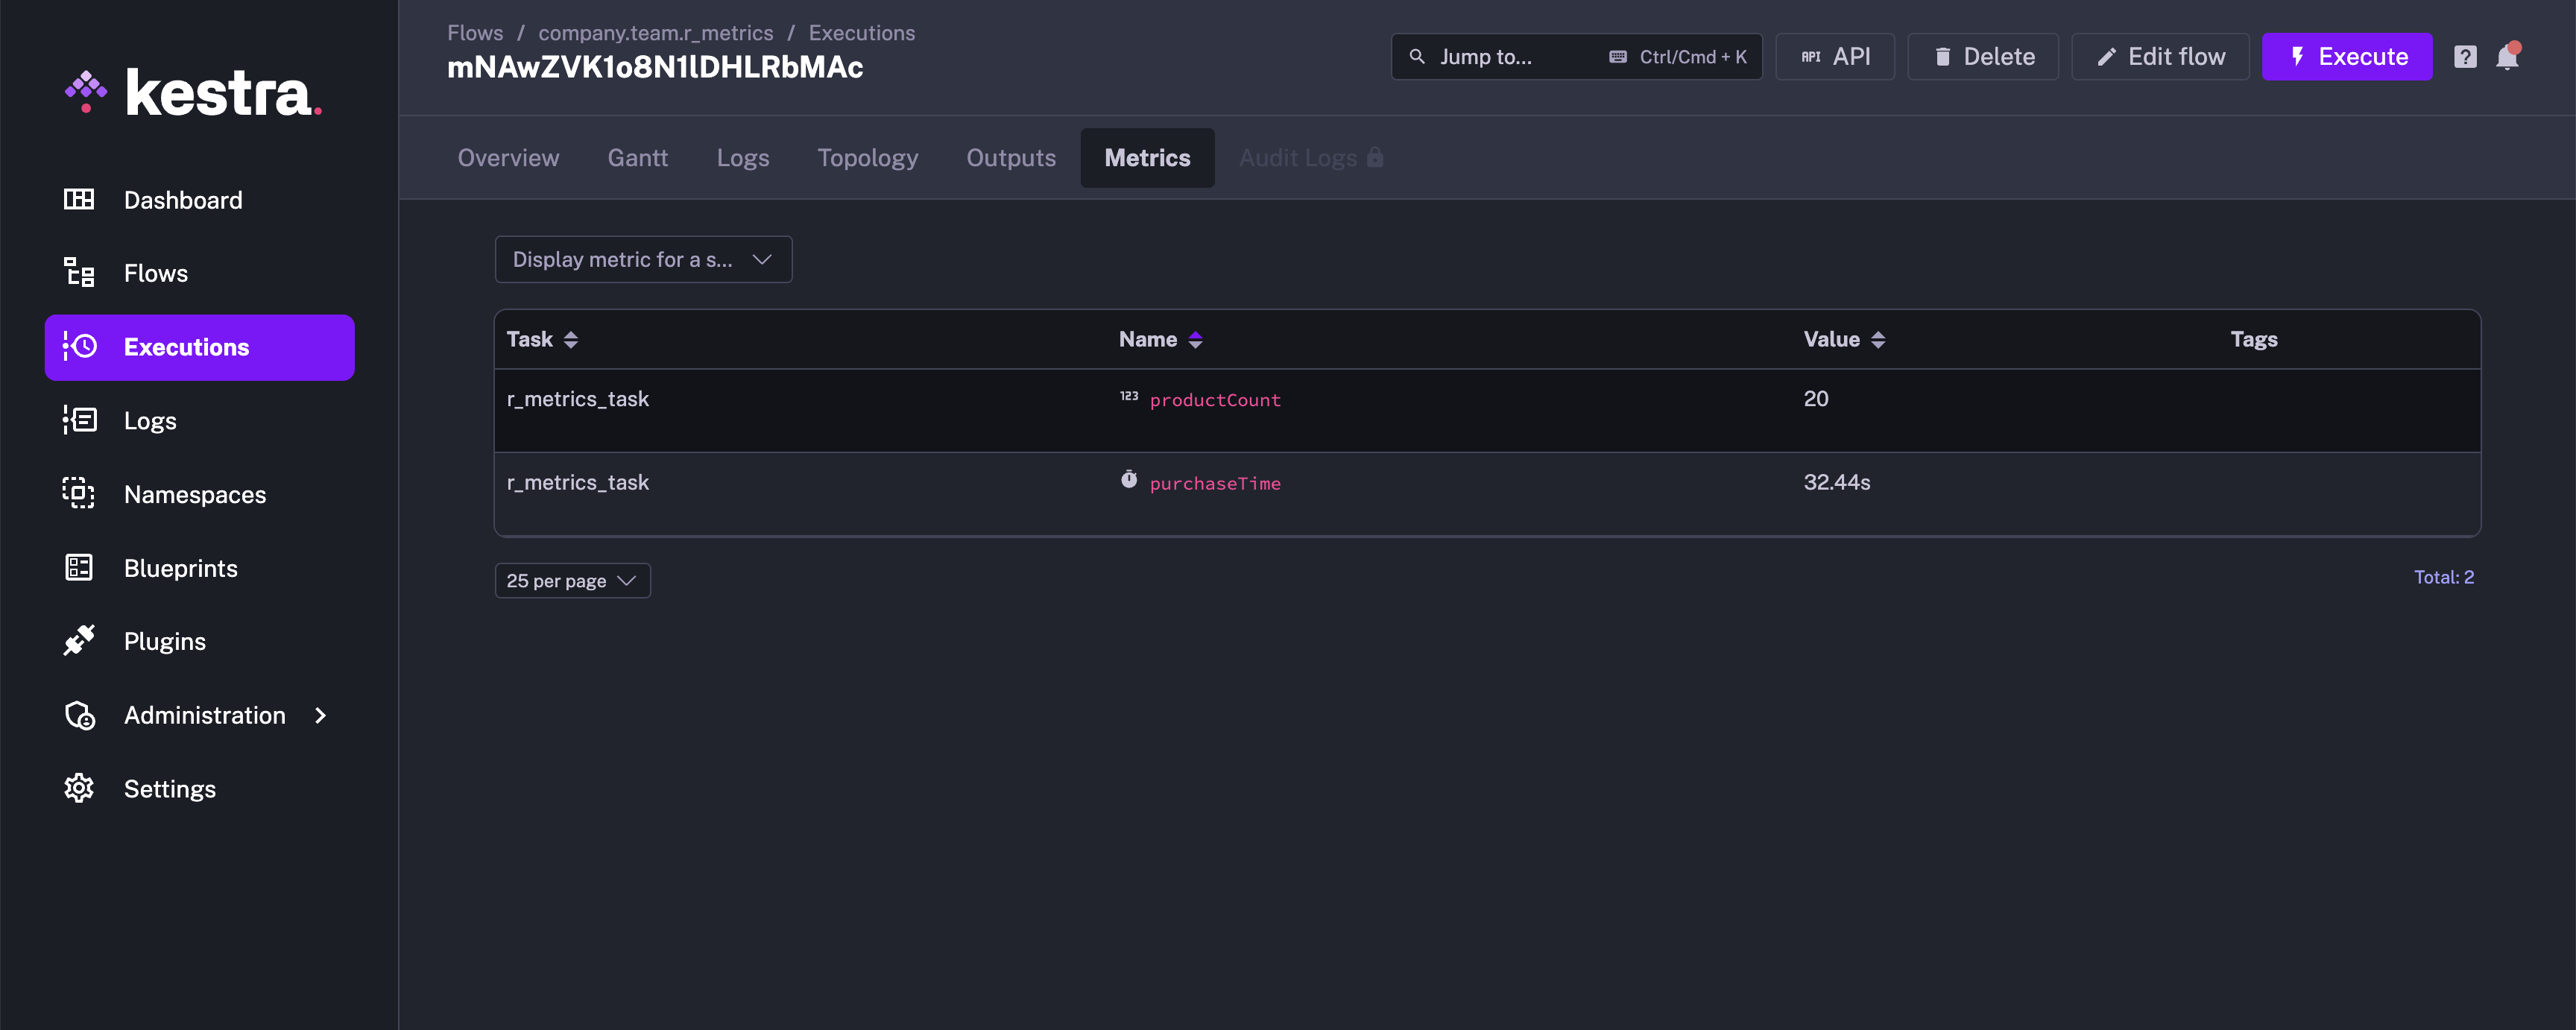 kestra.
Dashboard
Flows
Executions
Logs
Namespaces
Blueprints
Plugins
Administration
Settings
Flows / company.team.r_metrics / Executions
mNAwZVK1o8N1lDHLRbMAc
Jump to... Ctrl/Cmd + K
API API
Delete
Edit flow
Execute
?
Overview Gantt Logs Topology Outputs Metrics Audit Logs
Display metric for a s...
Task Name Value Tags
r_metrics_task 123 productCount 20
r_metrics_task purchaseTime 32.44s
25 per page
Total: 2